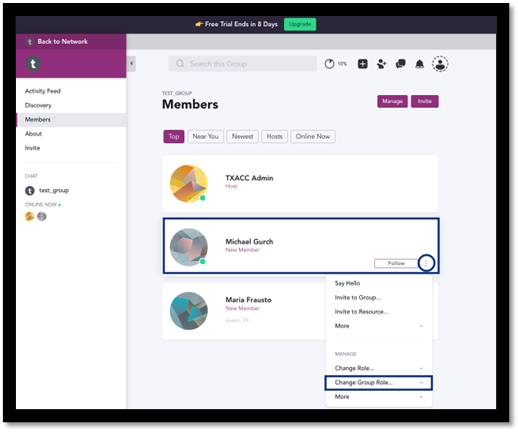 👉 Free Trial Ends in 8 Days Upgrade
t Back to Network
t
Search this Group
10%
Activity Feed
Discovery
Members
About
Invite
CHAT
t test_group
ONLINE NOW
TEST_GROUP
Members
Manage Invite
Top Near You Newest Hosts Online Now
TXACC Admin
Host
Michael Gurch
New Member
Follow
Maria Frausto
New Member
Austin, TX
Say Hello
Invite to Group...
Invite to Resource...
More
MANAGE
Change Role...
Change Group Role...
More